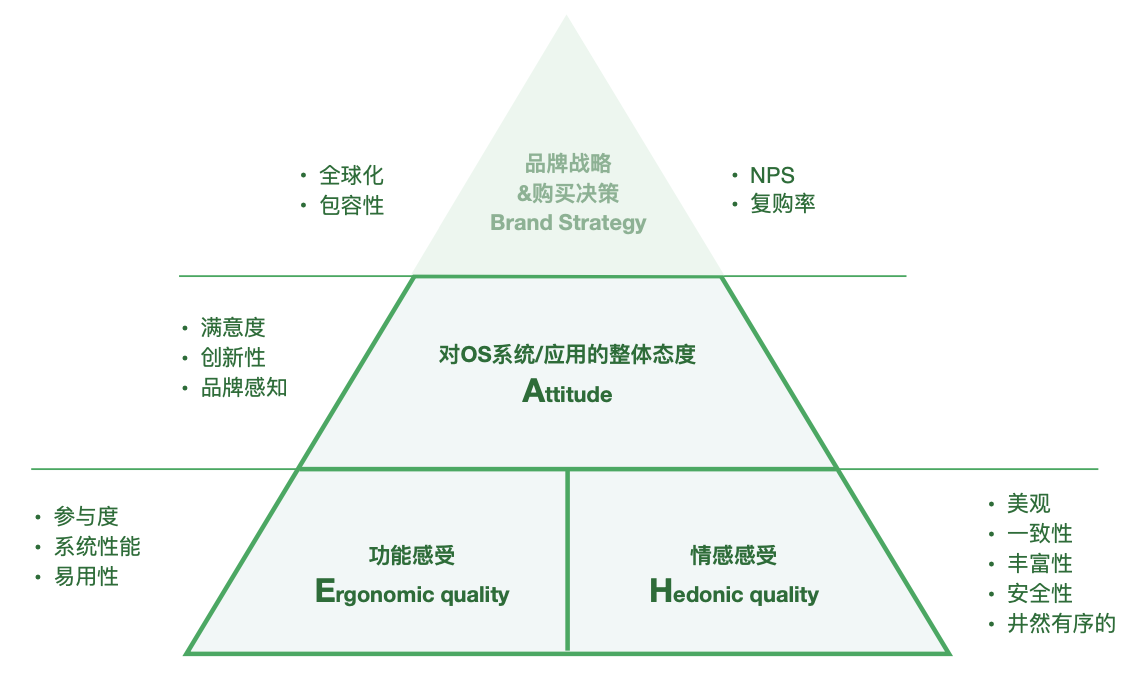 品牌战略
&购买决策
Brand Strategy
• 全球化
• 包容性
• NPS
• 复购率
对OS系统/应用的整体态度
Attitude
• 满意度
• 创新性
• 品牌感知
功能感受
Ergonomic quality
• 参与度
• 系统性能
• 易用性
情感感受
Hedonic quality
• 美观
• 一致性
• 丰富性
• 安全性
• 井然有序的